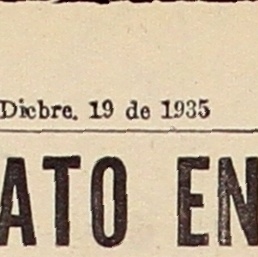 Dicbre. 19 de 1935
ATO EN